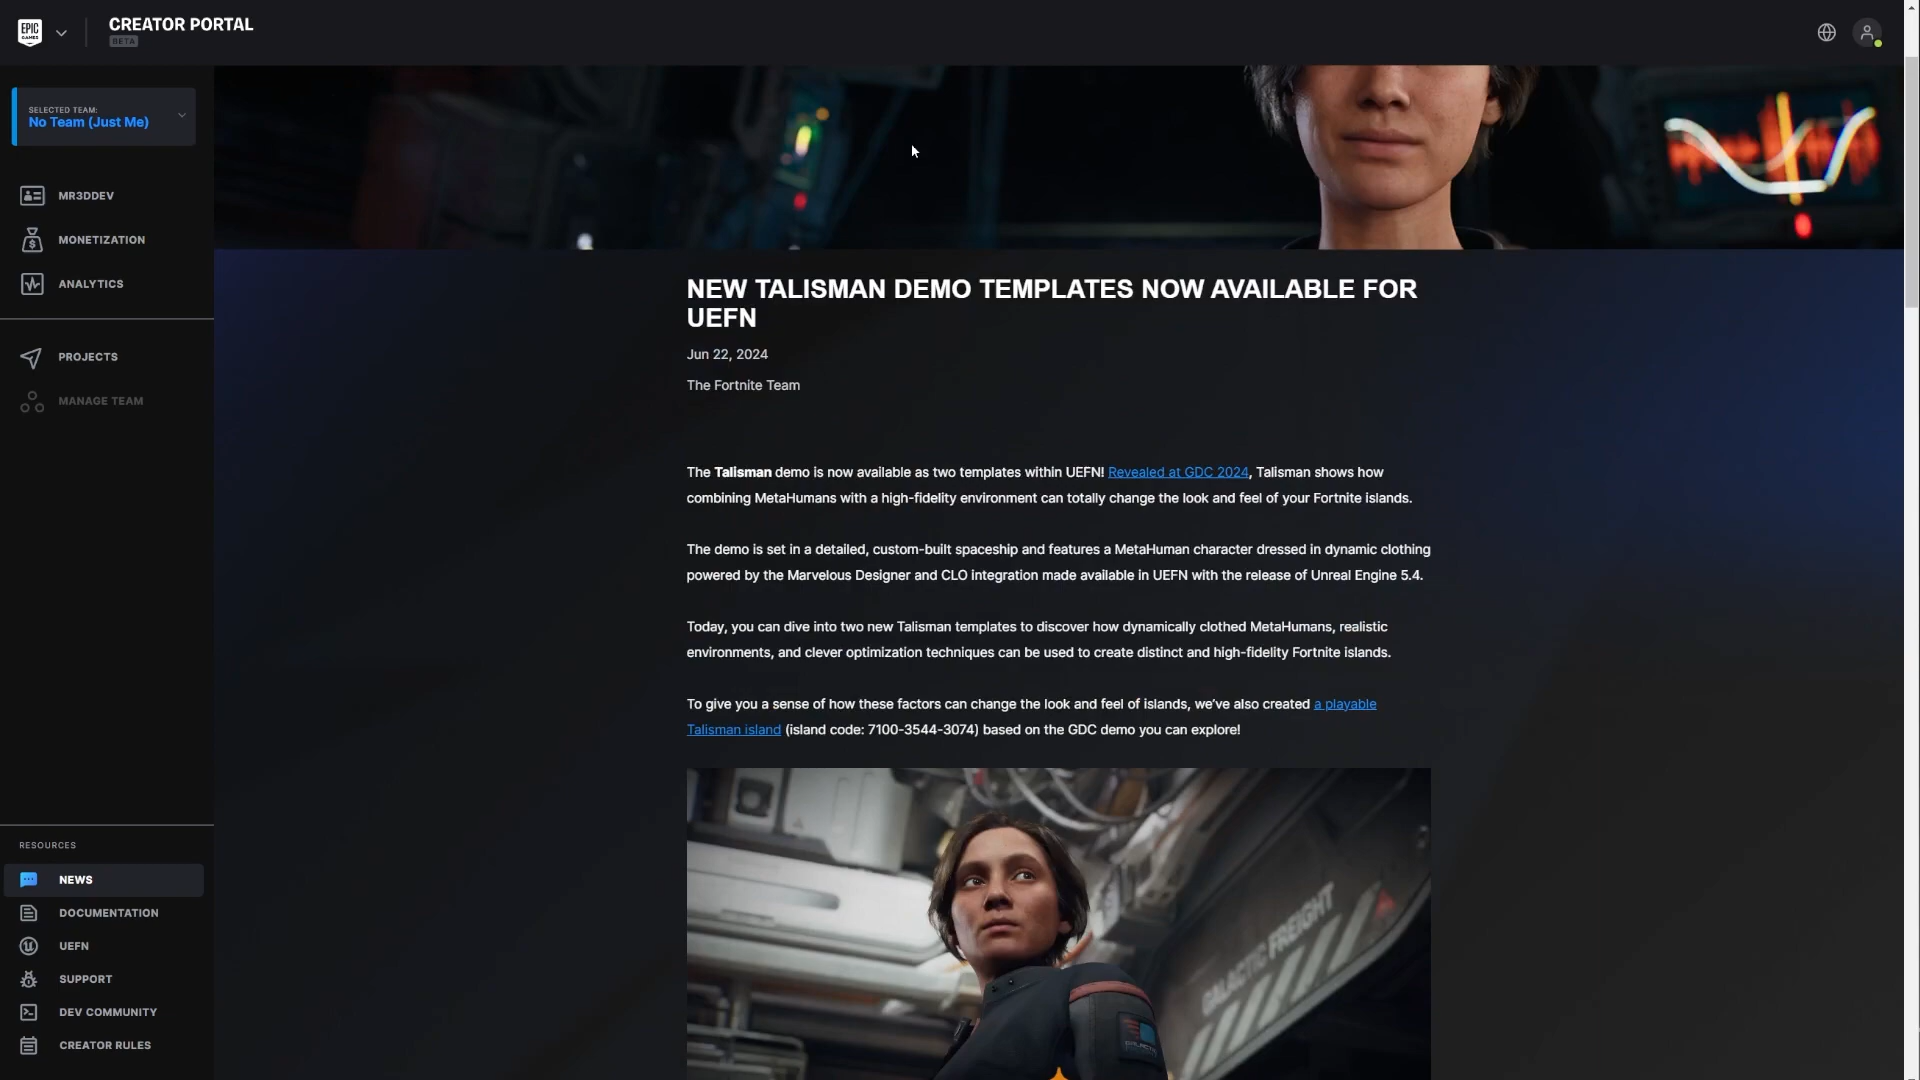 EPIC
GAMES
CREATOR PORTAL
BETA
SELECTED TEAM:
No Team (Just Me)
MR3DDEV
MONETIZATION
ANALYTICS
PROJECTS
MANAGE TEAM
NEW TALISMAN DEMO TEMPLATES NOW AVAILABLE FOR
UEFN
Jun 22, 2024
The Fortnite Team
The Talisman demo is now available as two templates within UEFN! Revealed at GDC 2024, Talisman shows how
combining MetaHumans with a high-fidelity environment can totally change the look and feel of your Fortnite islands.
The demo is set in a detailed, custom-built spaceship and features a MetaHuman character dressed in dynamic clothing
powered by the Marvelous Designer and CLO integration made available in UEFN with the release of Unreal Engine 5.4.
Today, you can dive into two new Talisman templates to discover how dynamically clothed MetaHumans, realistic
environments, and clever optimization techniques can be used to create distinct and high-fidelity Fortnite islands.
To give you a sense of how these factors can change the look and feel of islands, we’ve also created a playable
Talisman island (island code: 7100-3544-3074) based on the GDC demo you can explore!
GALACTIC FREIGHT
GALACTIC
RESOURCES
NEWS
DOCUMENTATION
UEFN
SUPPORT
DEV COMMUNITY
CREATOR RULES